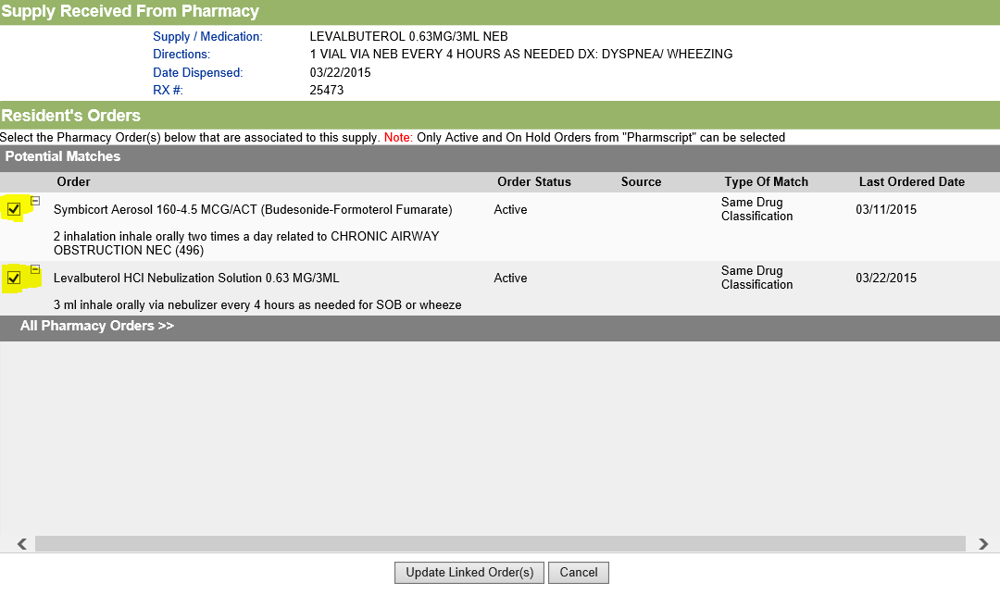 Supply Received From Pharmacy
Supply / Medication: LEVALBUTEROL 0.63MG/3ML NEB
Directions: 1 VIAL VIA NEB EVERY 4 HOURS AS NEEDED DX: DYSPNEA/ WHEEZING
Date Dispensed: 03/22/2015
RX #: 25473
Resident's Orders
Select the Pharmacy Order(s) below that are associated to this supply. Note: Only Active and On Hold Orders from "Pharmscript" can be selected
Potential Matches
Order Order Status Source Type Of Match Last Ordered Date
Symbicort Aerosol 160-4.5 MCG/ACT (Budesonide-Formoterol Fumarate) Active Same Drug Classification 03/11/2015
2 inhalation inhale orally two times a day related to CHRONIC AIRWAY
OBSTRUCTION NEC (496)
Levalbuterol HCl Nebulization Solution 0.63 MG/3ML Active Same Drug Classification 03/22/2015
3 ml inhale orally via nebulizer every 4 hours as needed for SOB or wheeze
All Pharmacy Orders >>
Update Linked Order(s) Cancel